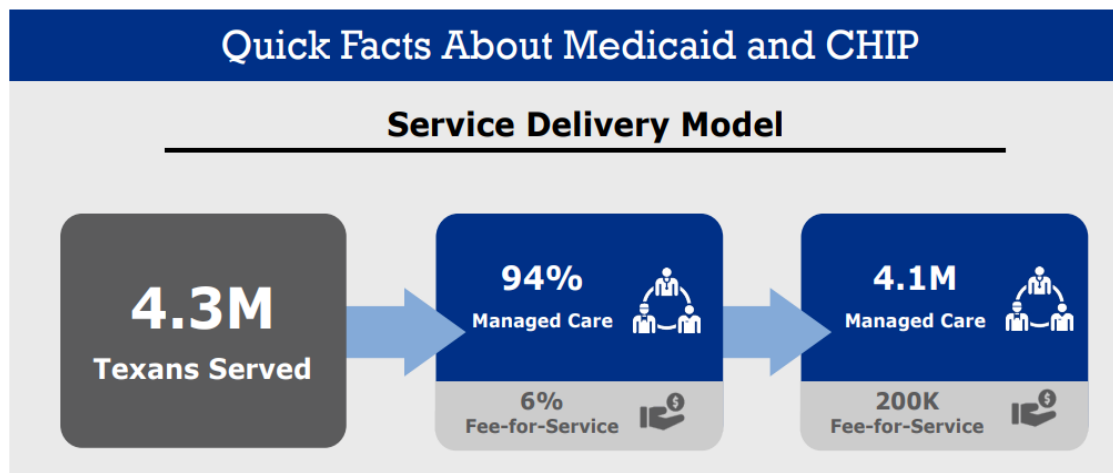 Quick Facts About Medicaid and CHIP
Service Delivery Model
4.3M
Texans Served
94%
Managed Care
6%
Fee-for-Service
4.1M
Managed Care
200K
Fee-for-Service